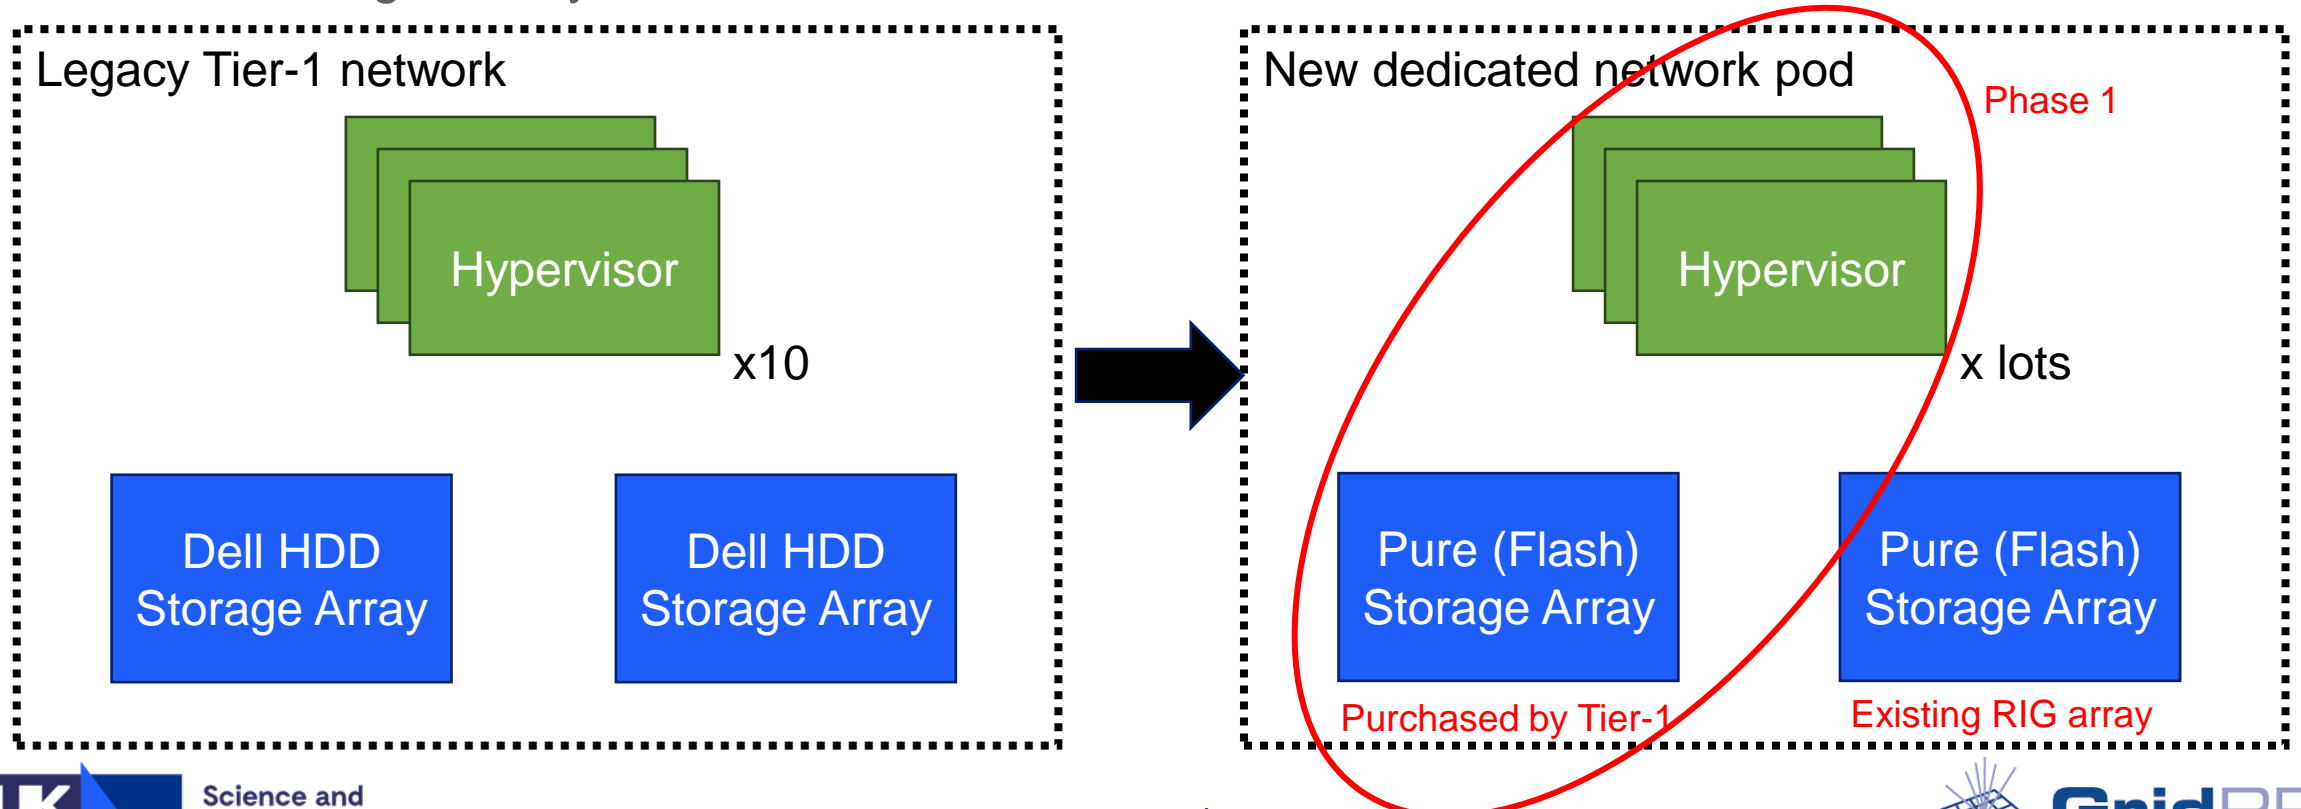 Legacy Tier-1 network
Hypervisor
x10
Dell HDD
Storage Array
Dell HDD
Storage Array
New dedicated network pod
Phase 1
Hypervisor
x lots
Pure (Flash)
Storage Array
Pure (Flash)
Storage Array
Purchased by Tier-1
Existing RIG array
Science and